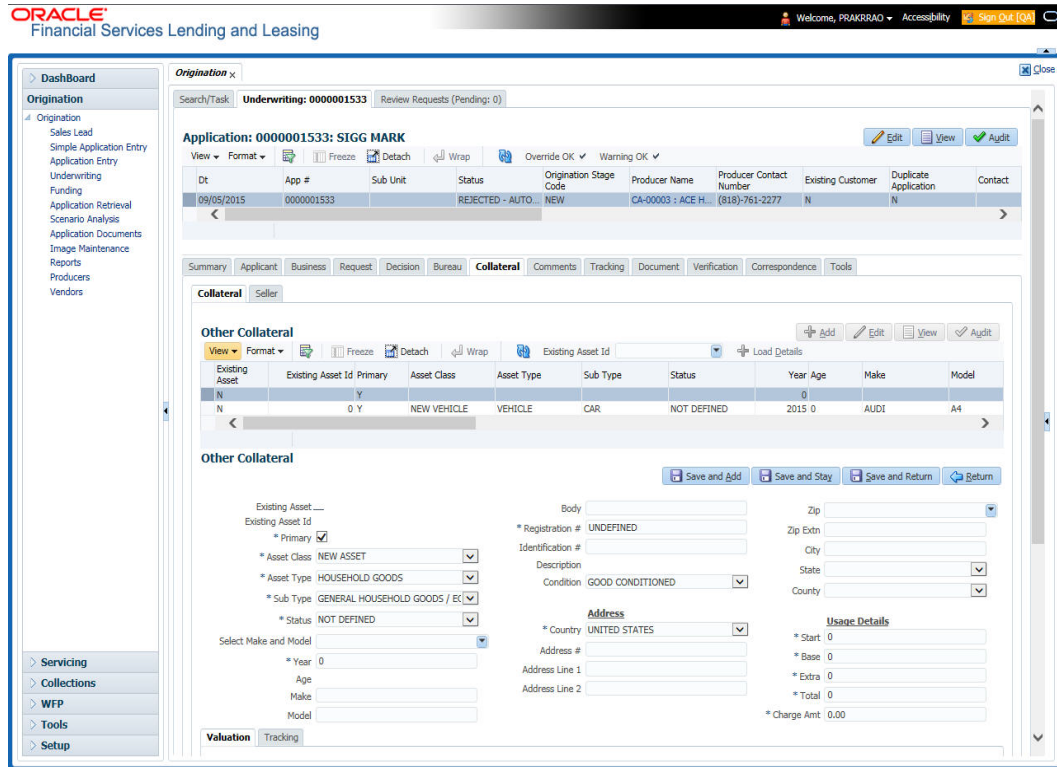 ORACLE
Financial Services Lending and Leasing
Welcome, PRAKRRAO Accessibility Sign Out [QA]
Close
DashBoard
Origination
Origination
Sales Lead
Simple Application Entry
Application Entry
Underwriting
Funding
Application Retrieval
Scenario Analysis
Application Documents
Image Maintenance
Reports
Producers
Vendors
Servicing
Collections
WFP
Tools
Setup
Origination x
Search/Task Underwriting: 0000001533 Review Requests (Pending: 0)
Application: 0000001533: SIGG MARK
Edit View Audit
View Format Freeze Detach Wrap Override OK Warning OK
Dt App # Sub Unit Status Origination Stage Code Producer Name Producer Contact Number Existing Customer Duplicate Application Contact
09/05/2015 0000001533 REJECTED - AUTO... NEW CA-00003 : ACE H... (818)-761-2277 N N
Summary Applicant Business Request Decision Bureau Collateral Comments Tracking Document Verification Correspondence Tools
Collateral Seller
Other Collateral
Add Edit View Audit
View Format Freeze Detach Wrap Existing Asset Id Load Details
Existing Asset Existing Asset Id Primary Asset Class Asset Type Sub Type Status Year Age Make Model
N Y 0
N 0 Y NEW VEHICLE VEHICLE CAR NOT DEFINED 2015 0 AUDI A4
Other Collateral
Save and Add Save and Stay Save and Return Return
Existing Asset
Existing Asset Id
* Primary
* Asset Class NEW ASSET
* Asset Type HOUSEHOLD GOODS
* Sub Type GENERAL HOUSEHOLD GOODS / E
* Status NOT DEFINED
Select Make and Model
* Year 0
Age
Make
Model
Body
* Registration # UNDEFINED
Identification #
Description
Condition GOOD CONDITIONED
Address
* Country UNITED STATES
Address #
Address Line 1
Address Line 2
Zip
Zip Extn
City
State
County
Usage Details
* Start 0
* Base 0
* Extra 0
* Total 0
* Charge Amt 0.00
Valuation Tracking